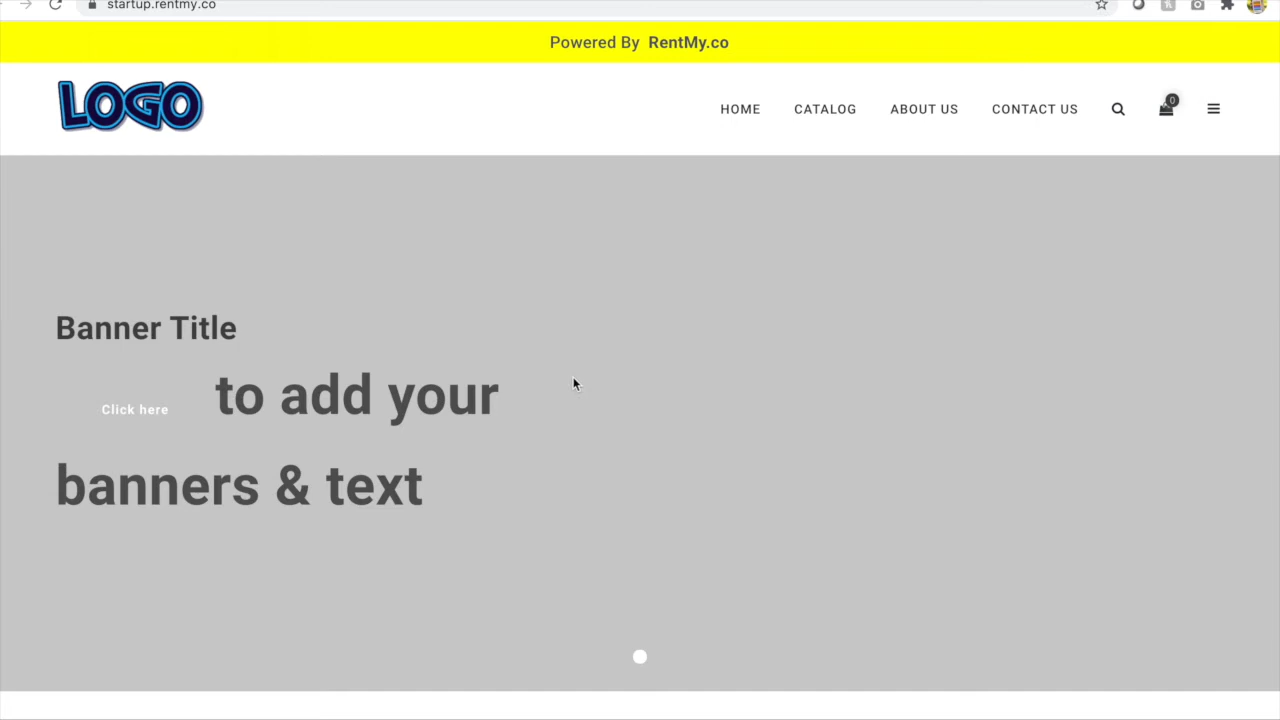 startup.rentmy.co
Powered By RentMy.co
LOGO
HOME CATALOG ABOUT US CONTACT US 0
Banner Title
Click here to add your
banners & text